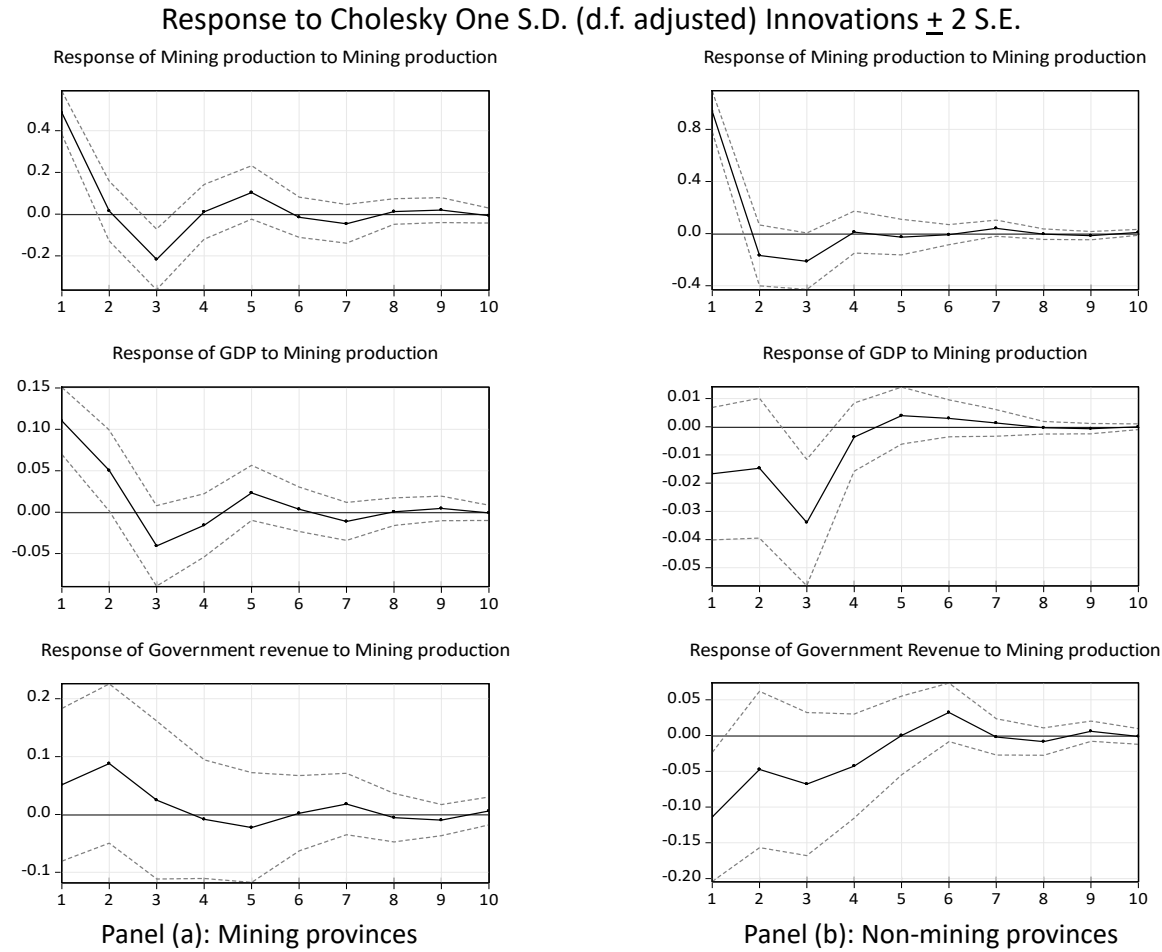 Response to Cholesky One S.D. (d.f. adjusted) Innovations ± 2 S.E.
Response of Mining production to Mining production
0.4
0.2
0.0
-0.2
1 2 3 4 5 6 7 8 9 10
Response of GDP to Mining production
0.15
0.10
0.05
0.00
-0.05
1 2 3 4 5 6 7 8 9 10
Response of Government revenue to Mining production
0.2
0.1
0.0
-0.1
1 2 3 4 5 6 7 8 9 10
Panel (a): Mining provinces
Response of Mining production to Mining production
0.8
0.4
0.0
-0.4
1 2 3 4 5 6 7 8 9 10
Response of GDP to Mining production
0.01
0.00
-0.01
-0.02
-0.03
-0.04
-0.05
1 2 3 4 5 6 7 8 9 10
Response of Government Revenue to Mining production
0.05
0.00
-0.05
-0.10
-0.15
-0.20
1 2 3 4 5 6 7 8 9 10
Panel (b): Non-mining provinces